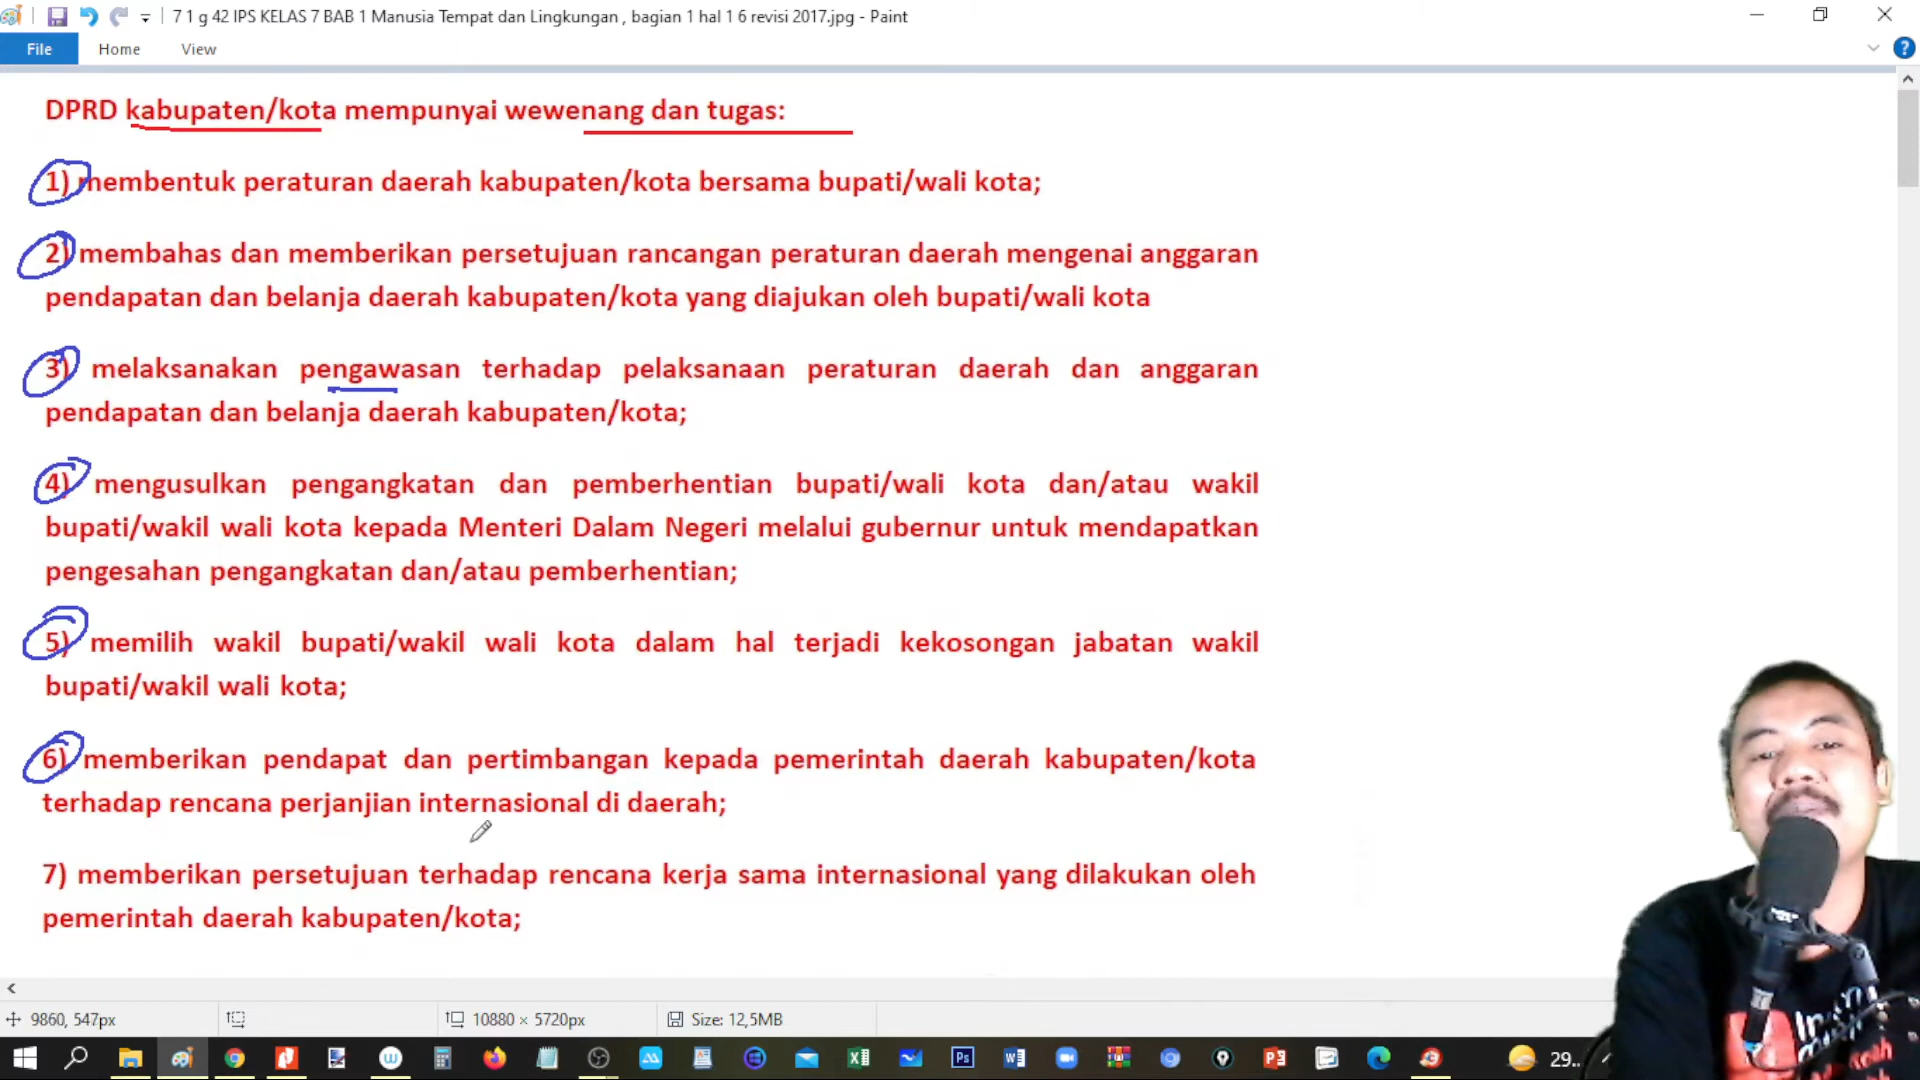 7 1 g 42 IPS KELAS 7 BAB 1 Manusia Tempat dan Lingkungan , bagian 1 hal 1 6 revisi 2017.jpg - Paint
File Home View
DPRD kabupaten/kota mempunyai wewenang dan tugas:
1) membentuk peraturan daerah kabupaten/kota bersama bupati/wali kota;
2) membahas dan memberikan persetujuan rancangan peraturan daerah mengenai anggaran
pendapatan dan belanja daerah kabupaten/kota yang diajukan oleh bupati/wali kota
3) melaksanakan pengawasan terhadap pelaksanaan peraturan daerah dan anggaran
pendapatan dan belanja daerah kabupaten/kota;
4) mengusulkan pengangkatan dan pemberhentian bupati/wali kota dan/atau wakil
bupati/wakil wali kota kepada Menteri Dalam Negeri melalui gubernur untuk mendapatkan
pengesahan pengangkatan dan/atau pemberhentian;
5) memilih wakil bupati/wakil wali kota dalam hal terjadi kekosongan jabatan wakil
bupati/wakil wali kota;
6) memberikan pendapat dan pertimbangan kepada pemerintah daerah kabupaten/kota
terhadap rencana perjanjian internasional di daerah;
7) memberikan persetujuan terhadap rencana kerja sama internasional yang dilakukan oleh
pemerintah daerah kabupaten/kota;
9860, 547px 10880 × 5720px Size: 12,5MB
29..